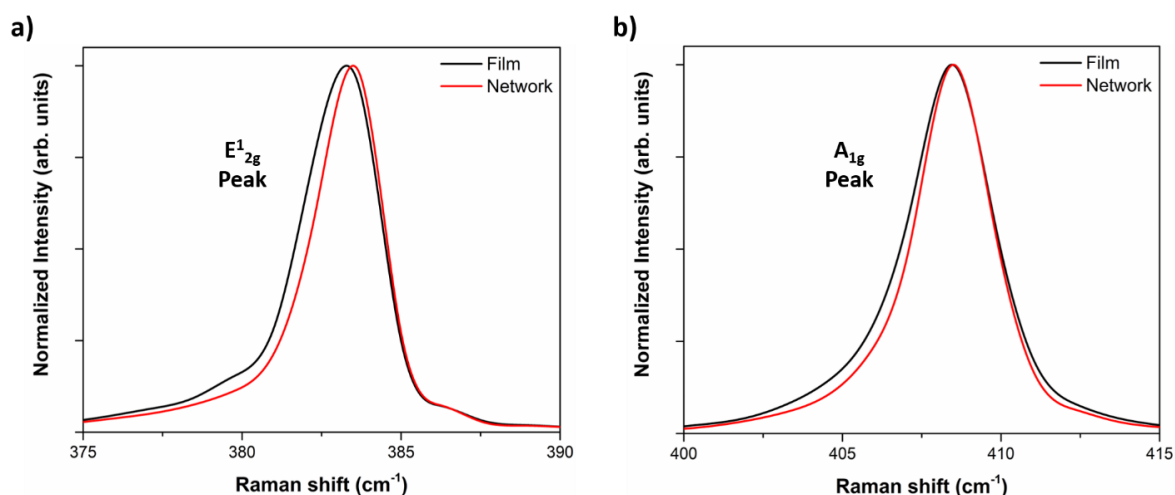 a)
Normalized Intensity (arb. units)
Film
Network
E¹₂g
Peak
375
380
385
390
Raman shift (cm⁻¹)
b)
Normalized Intensity (arb. units)
Film
Network
A₁g
Peak
400
405
410
415
Raman shift (cm⁻¹)